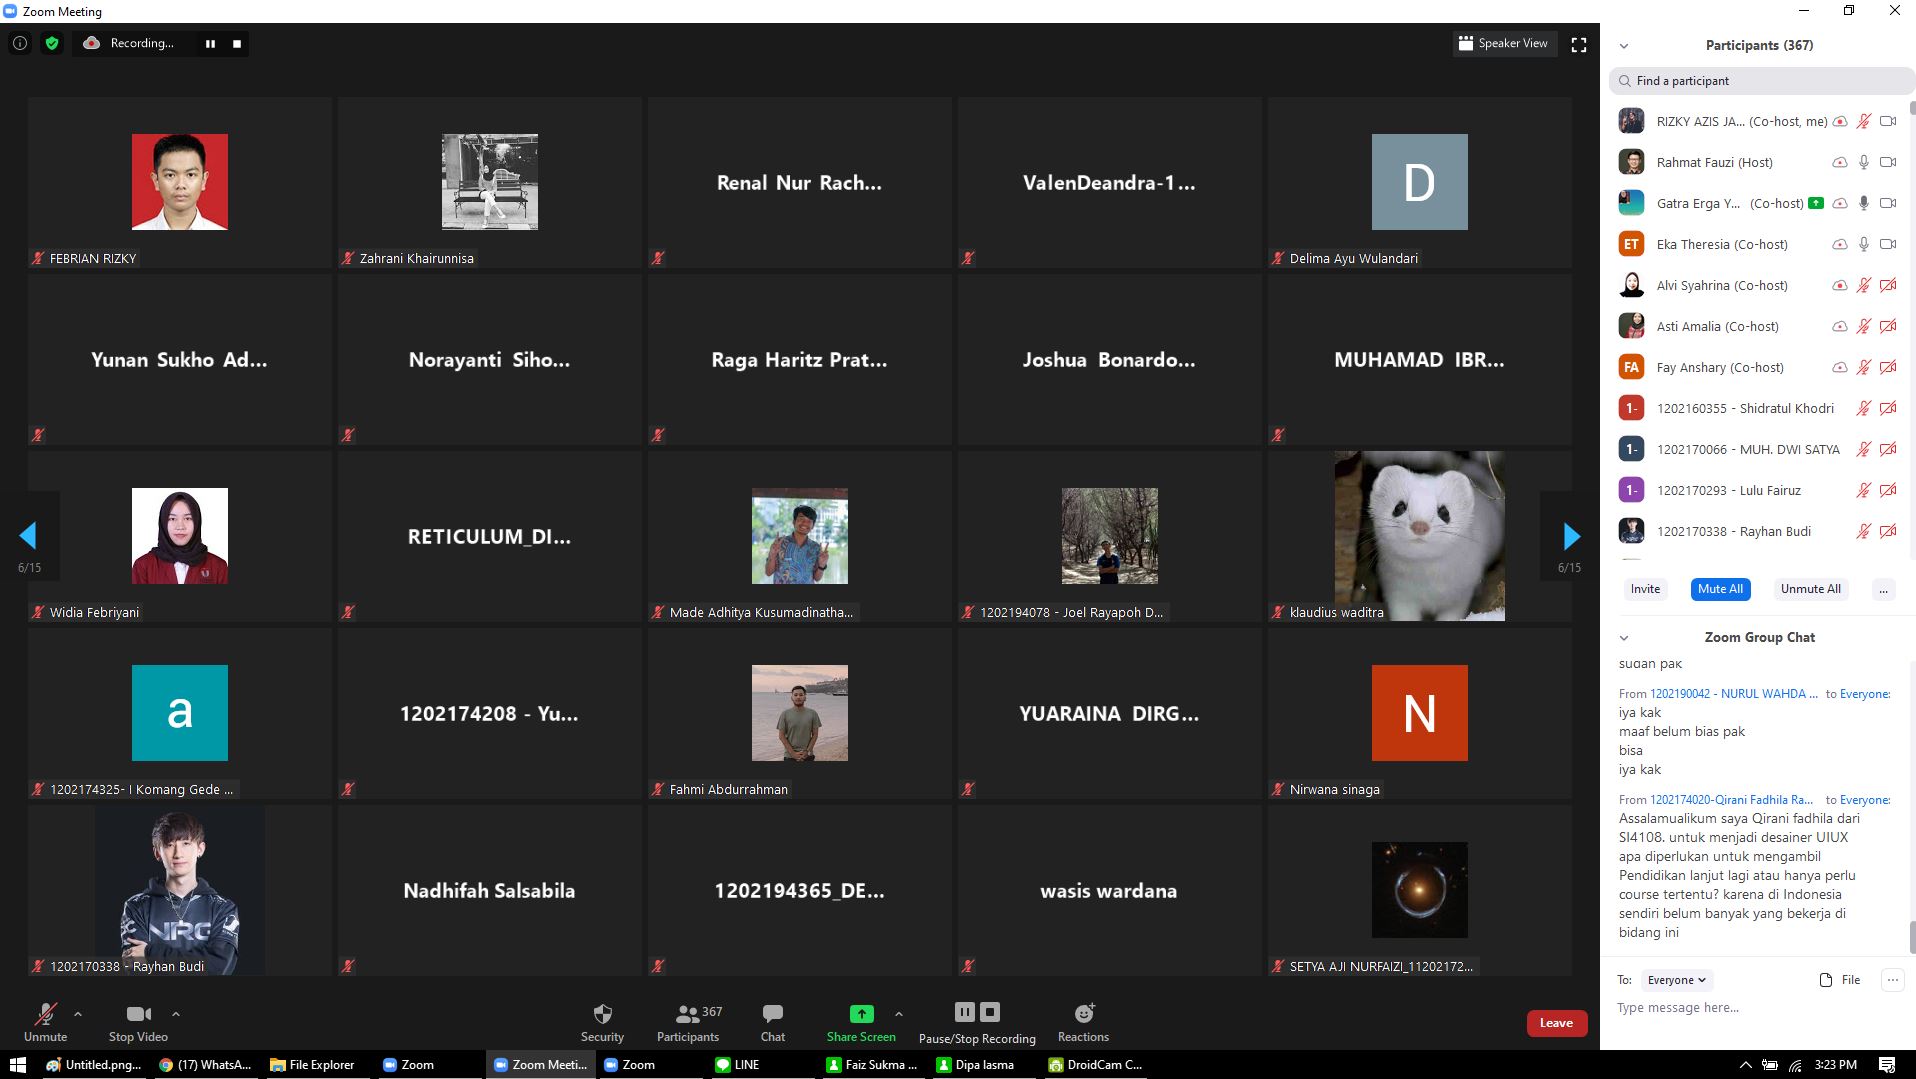 Zoom Meeting
Recording...
Speaker View
FEBRIAN RIZKY
Zahrani Khairunnisa
Renal Nur Rach...
ValenDeandra-1...
D
Delima Ayu Wulandari
Yunan Sukho Ad...
Norayanti Siho...
Raga Haritz Prat...
Joshua Bonardo...
MUHAMAD IBR...
6/15
Widia Febriyani
RETICULUM_DI...
Made Adhitya Kusumadinatha...
1202194078 - Joel Rayapoh D...
klaudius waditra
6/15
a
1202174325- I Komang Gede ...
1202174208 - Yu...
Fahmi Abdurrahman
YUARAINA DIRG...
N
Nirwana sinaga
NRG
1202170338 - Rayhan Budi
Nadhifah Salsabila
1202194365_DE...
wasis wardana
SETYA AJI NURFAIZI_11202172...
Unmute
Stop Video
Security
367
Participants
Chat
Share Screen
Pause/Stop Recording
Reactions
Leave
Participants (367)
Find a participant
RIZKY AZIS JA... (Co-host, me)
Rahmat Fauzi (Host)
Gatra Erga Y... (Co-host)
ET Eka Theresia (Co-host)
Alvi Syahrina (Co-host)
Asti Amalia (Co-host)
FA Fay Anshary (Co-host)
1- 1202160355 - Shidratul Khodri
1- 1202170066 - MUH. DWI SATYA
1- 1202170293 - Lulu Fairuz
1202170338 - Rayhan Budi
Invite Mute All Unmute All ...
Zoom Group Chat
sudah pak
From 1202190042 - NURUL WAHDA ... to Everyone:
iya kak
maaf belum bias pak
bisa
iya kak
From 1202174020-Qirani Fadhila Ra... to Everyone:
Assalamualikum saya Qirani fadhila dari
SI4108. untuk menjadi desainer UIUX
apa diperlukan untuk mengambil
Pendidikan lanjut lagi atau hanya perlu
course tertentu? karena di Indonesia
sendiri belum banyak yang bekerja di
bidang ini
To: Everyone File ...
Type message here...
Untitled.png...
(17) WhatsA...
File Explorer
Zoom
Zoom Meeti...
Zoom
LINE
Faiz Sukma ...
Dipa Iasma
DroidCam C...
3:23 PM